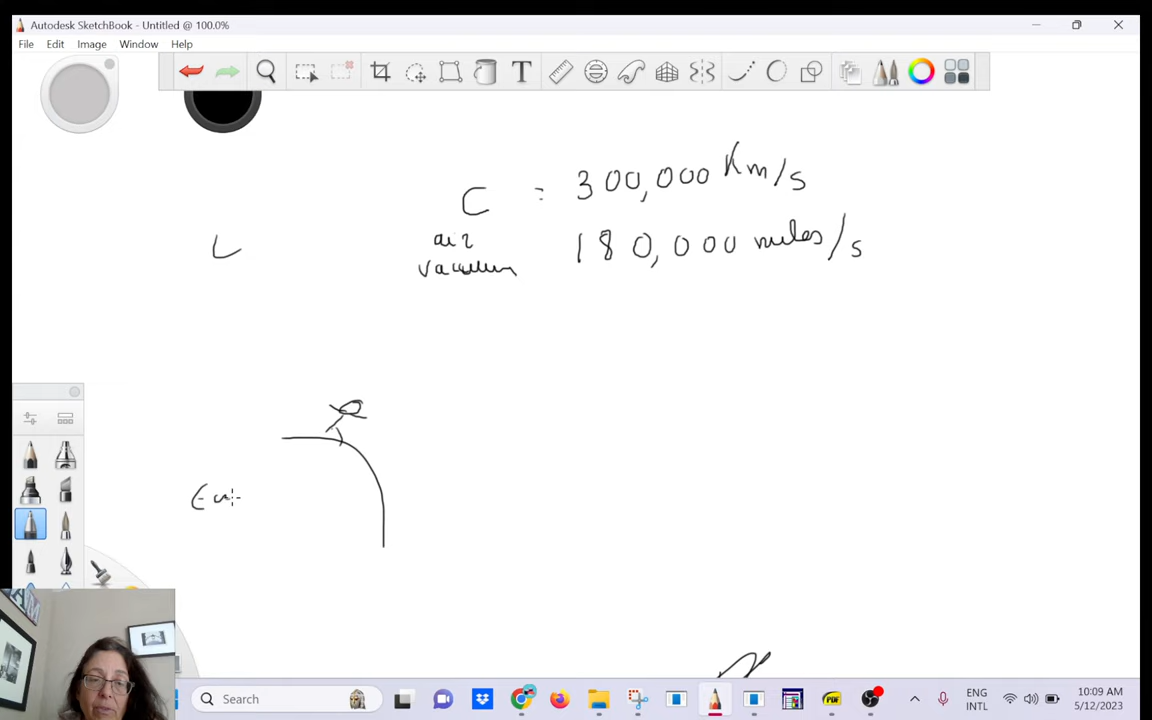 Autodesk SketchBook - Untitled @ 100.0%
File Edit Image Window Help
C = 300,000 Km/s
air
vacuum
180,000 miles/s
L
Ea
Search
ENG
INTL
10:09 AM
5/12/2023